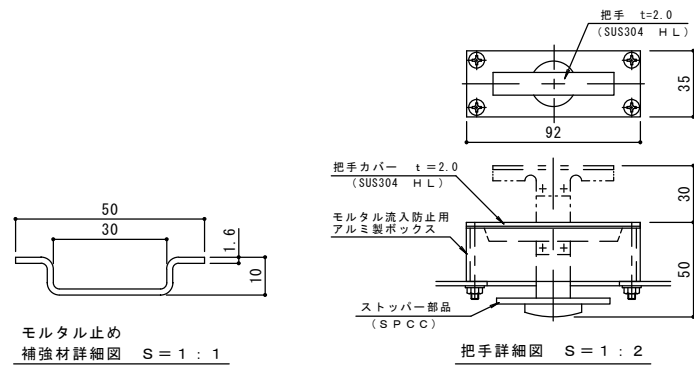 把手 t=2.0
(SUS304 HL)
35
92
把手カバー t=2.0
(SUS304 HL)
30
モルタル流入防止用
アルミ製ボックス
50
ストッパー部品
(SPCC)
把手詳細図 S=1:2
50
30
1.6
10
モルタル止め
補強材詳細図 S=1:1